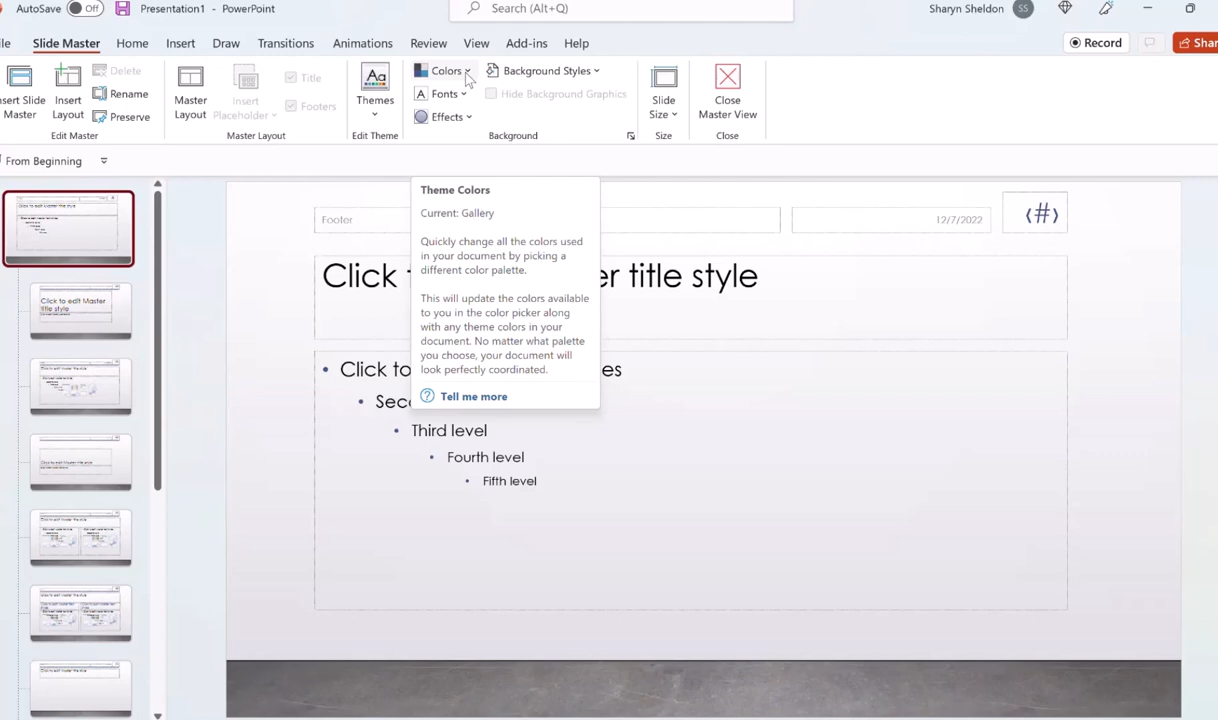 AutoSave Off Presentation1 - PowerPoint Search (Alt+Q) Sharyn Sheldon SS
Slide Master Home Insert Draw Transitions Animations Review View Add-ins Help Record
Insert Slide Master
Insert Layout
Delete
Rename
Preserve
Edit Master
Master Layout
Insert Placeholder
Title
Footers
Master Layout
Aa
Themes
Edit Theme
Colors
Fonts
Effects
Background Styles
Hide Background Graphics
Background
Slide Size
Size
Close Master View
Close
From Beginning
Theme Colors
Current: Gallery
Quickly change all the colors used
in your document by picking a
different color palette.
This will update the colors available
to you in the color picker along
with any theme colors in your
document. No matter what palette
you choose, your document will
look perfectly coordinated.
Tell me more
Footer
12/7/2022
‹#›
Click t er title style
Click to es
Sec
Third level
Fourth level
Fifth level
Click to edit Master
title style